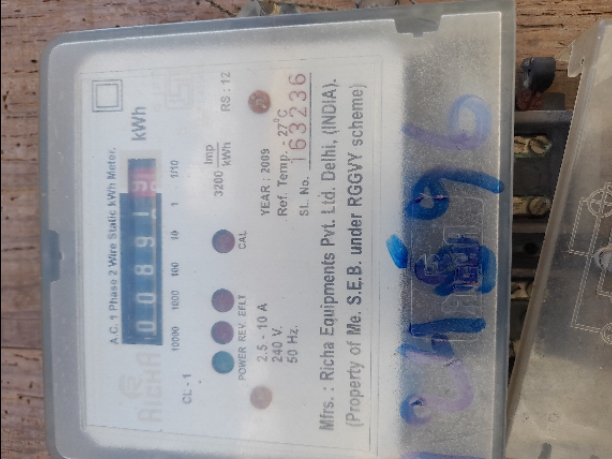 A.C. 1 Phase 2 Wire Static kWh Meter.
RICHA
0 0 8 9 1 9
kWh
10000 1000 100 10 1 1/10
CL - 1
3200 Imp/kWh
RS : 12
POWER REV. EFLT CAL
2.5 - 10 A
240 V.
50 Hz.
YEAR : 2009
Ref. Temp. - 27°C
SL. No. 163236
Mfrs. : Richa Equipments Pvt. Ltd. Delhi, (INDIA).
(Property of Me. S.E.B. under RGGVY scheme)